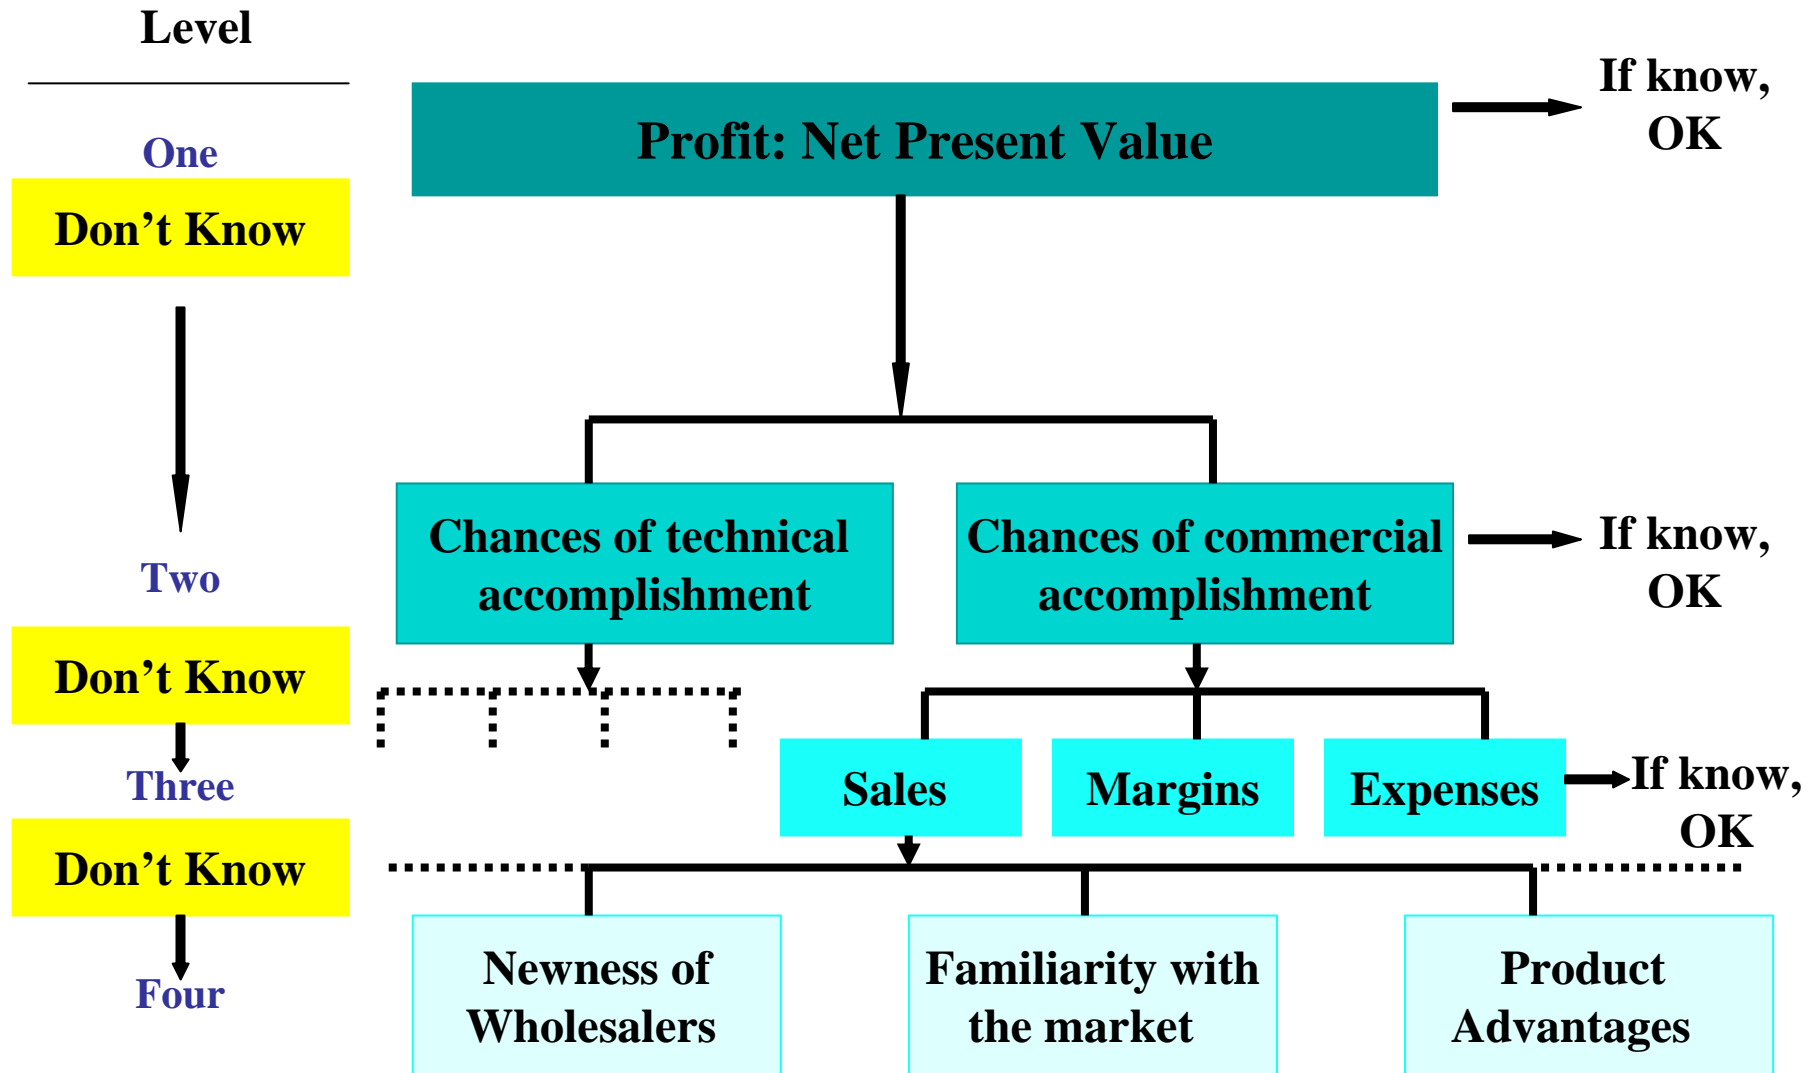 Level
One
Don’t Know
Profit: Net Present Value
If know,
OK
Two
Don’t Know
Chances of technical
accomplishment
Chances of commercial
accomplishment
If know,
OK
Three
Don’t Know
Sales
Margins
Expenses
If know,
OK
Four
Newness of
Wholesalers
Familiarity with
the market
Product
Advantages